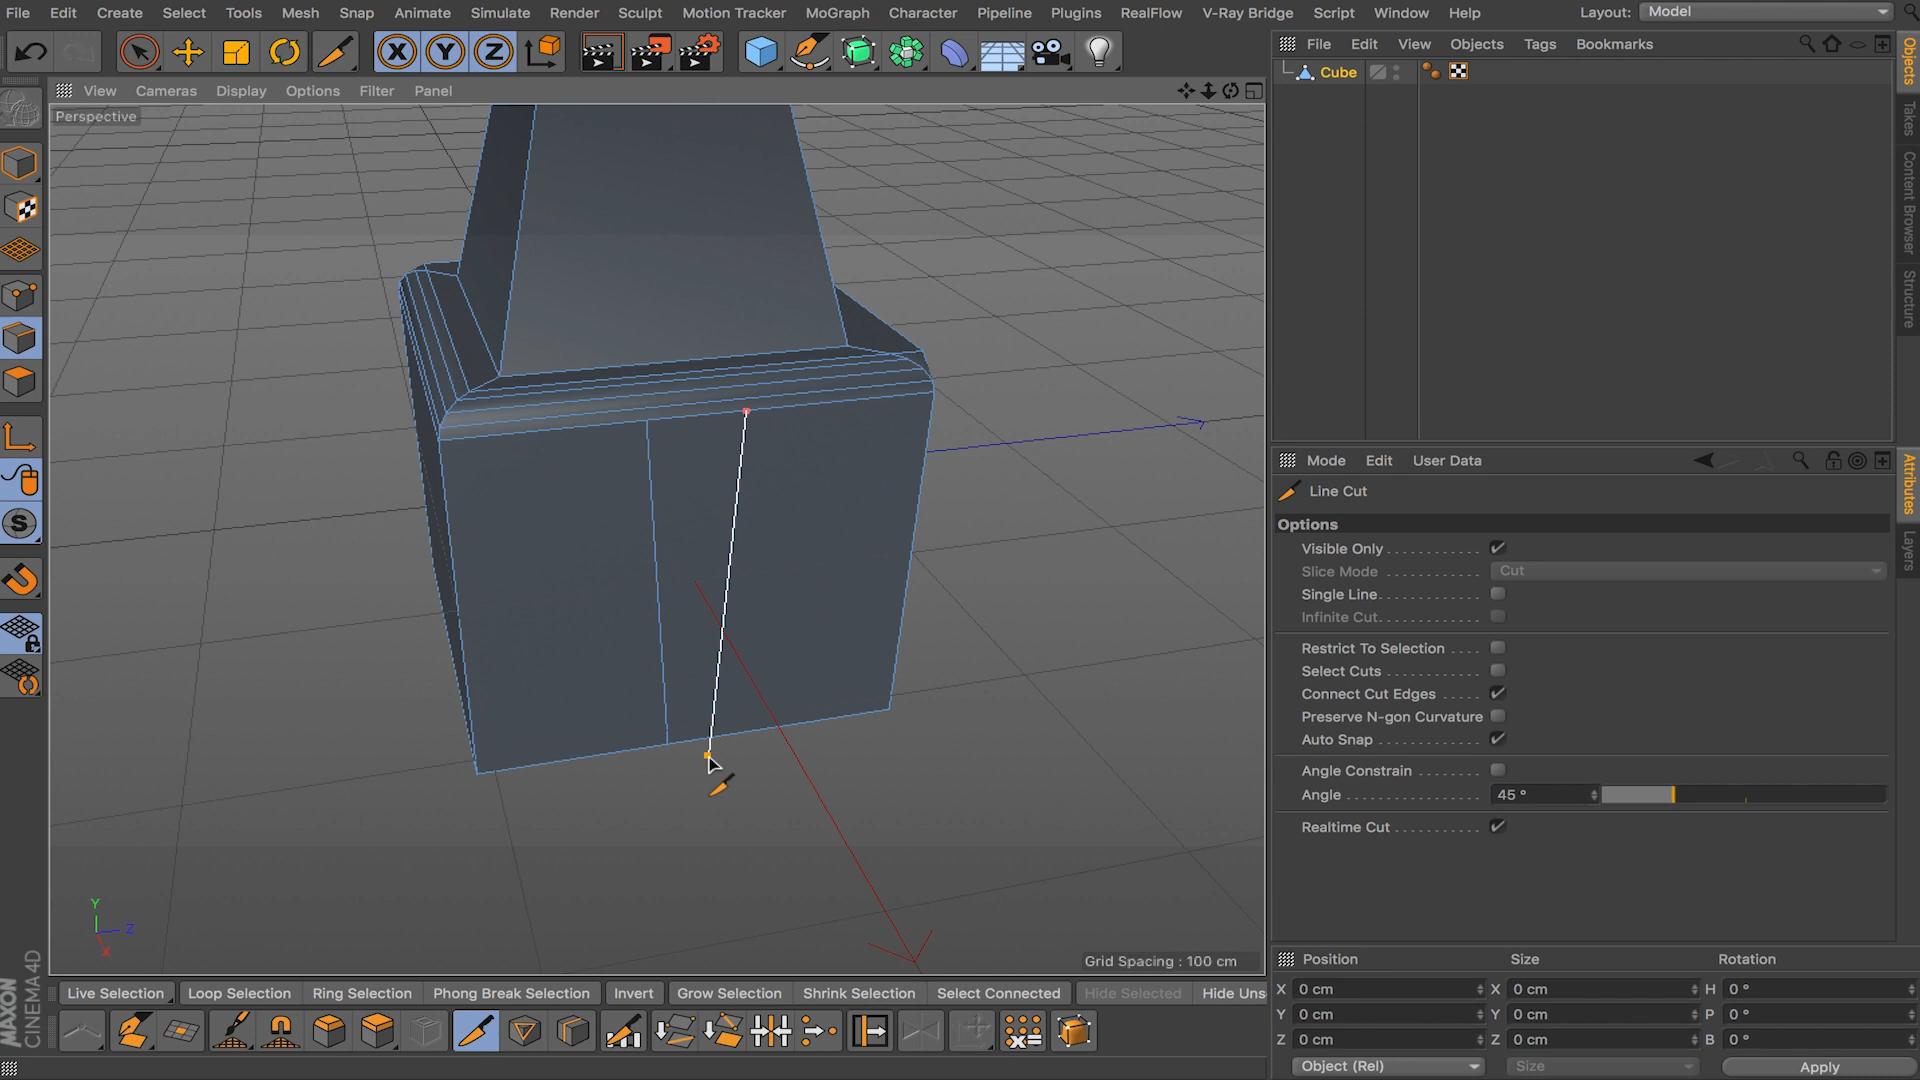 File Edit Create Select Tools Mesh Snap Animate Simulate Render Sculpt Motion Tracker MoGraph Character Pipeline Plugins RealFlow V-Ray Bridge Script Window Help Layout: Model
X Y Z
File Edit View Objects Tags Bookmarks
Cube
View Cameras Display Options Filter Panel
Perspective
Objects
Takes
Content Browser
Structure
Mode Edit User Data
Line Cut
Options
Visible Only
Slice Mode Cut
Single Line
Infinite Cut
Restrict To Selection
Select Cuts
Connect Cut Edges
Preserve N-gon Curvature
Auto Snap
Angle Constrain
Angle 45 °
Realtime Cut
Attributes
Layers
S
Y
Z
X
Grid Spacing : 100 cm
MAXON
CINEMA 4D
Live Selection Loop Selection Ring Selection Phong Break Selection Invert Grow Selection Shrink Selection Select Connected Hide Selected Hide Uns
Position Size Rotation
X 0 cm X 0 cm H 0 °
Y 0 cm Y 0 cm P 0 °
Z 0 cm Z 0 cm B 0 °
Object (Rel) Size Apply